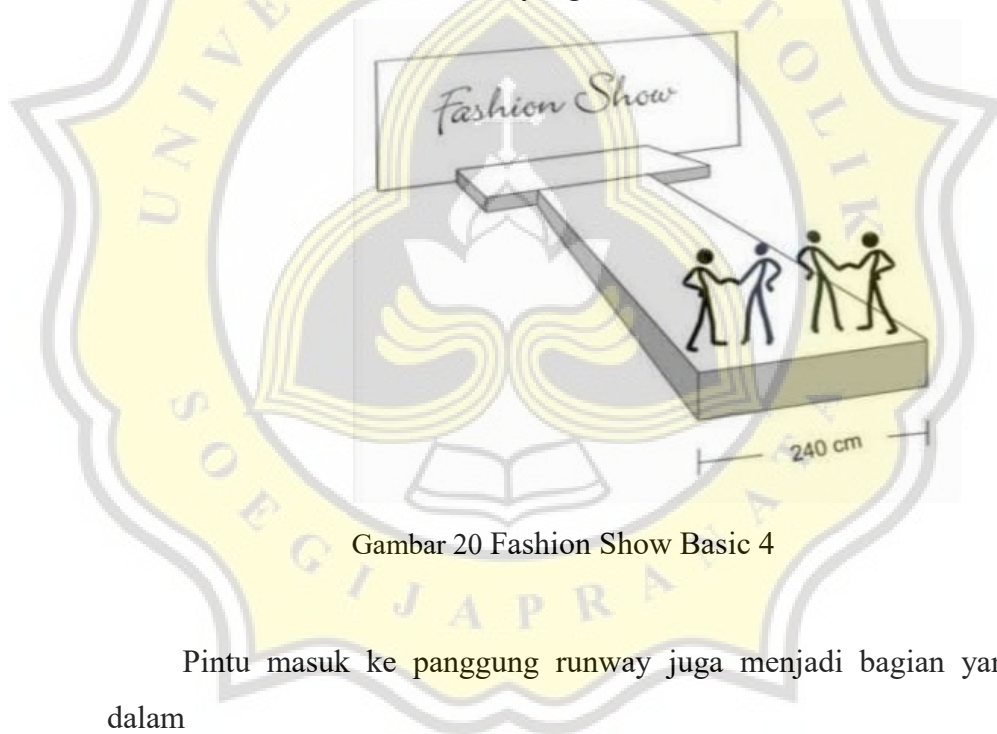 Fashion Show
240 cm
Gambar 20 Fashion Show Basic 4
Pintu masuk ke panggung runway juga menjadi bagian yan
dalam
SOEGIJAPRANATA